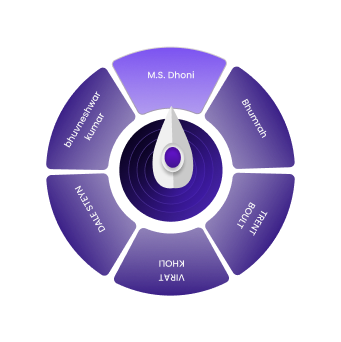 M.S. Dhoni
Bhumrah
TRENT
BOULT
VIRAT
KHOLI
DALE STEYN
bhuvneshwar
kumar